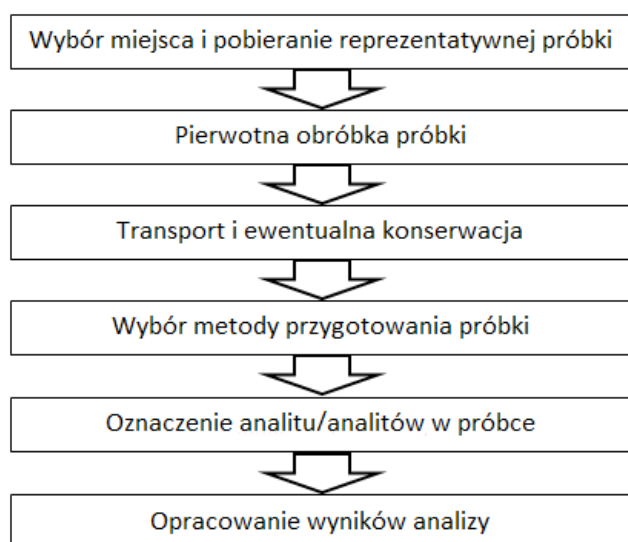 Wybór miejsca i pobieranie reprezentatywnej próbki
Pierwotna obróbka próbki
Transport i ewentualna konserwacja
Wybór metody przygotowania próbki
Oznaczenie analitu/analitów w próbce
Opracowanie wyników analizy